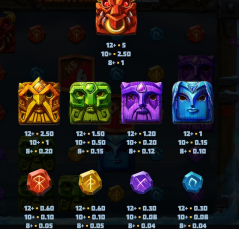 12+ • 5
10+ • 2.50
8+ • 1
12+ • 2.50 12+ • 1.50 12+ • 1.20 12+ • 1
10+ • 1 10+ • 0.50 10+ • 0.20 10+ • 0.15
8+ • 0.20 8+ • 0.15 8+ • 0.12 8+ • 0.10
12+ • 0.60 12+ • 0.60 12+ • 0.30 12+ • 0.30
10+ • 0.10 10+ • 0.10 10+ • 0.08 10+ • 0.08
8+ • 0.05 8+ • 0.05 8+ • 0.04 8+ • 0.04